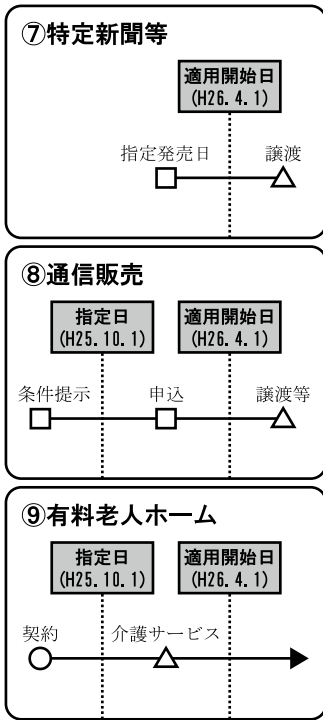 ⑦特定新聞等
適用開始日
(H26.4.1)
指定発売日 譲渡
⑧通信販売
指定日 適用開始日
(H25.10.1) (H26.4.1)
条件提示 申込 譲渡等
⑨有料老人ホーム
指定日 適用開始日
(H25.10.1) (H26.4.1)
契約 介護サービス